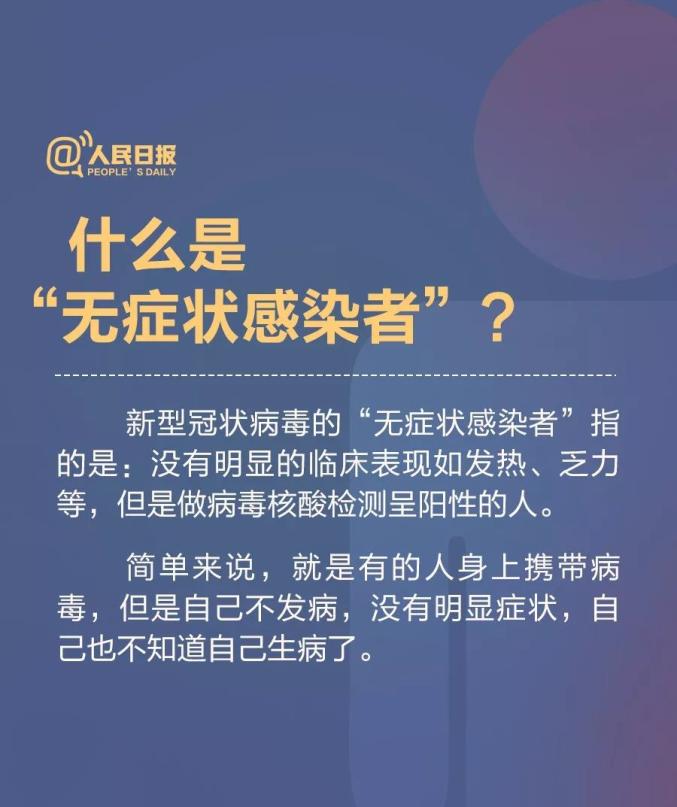 @人民日报
PEOPLE'S DAILY
什么是
“无症状感染者”？
新型冠状病毒的“无症状感染者”指
的是：没有明显的临床表现如发热、乏力
等，但是做病毒核酸检测呈阳性的人。
简单来说，就是有的人身上携带病
毒，但是自己不发病，没有明显症状，自
己也不知道自己生病了。